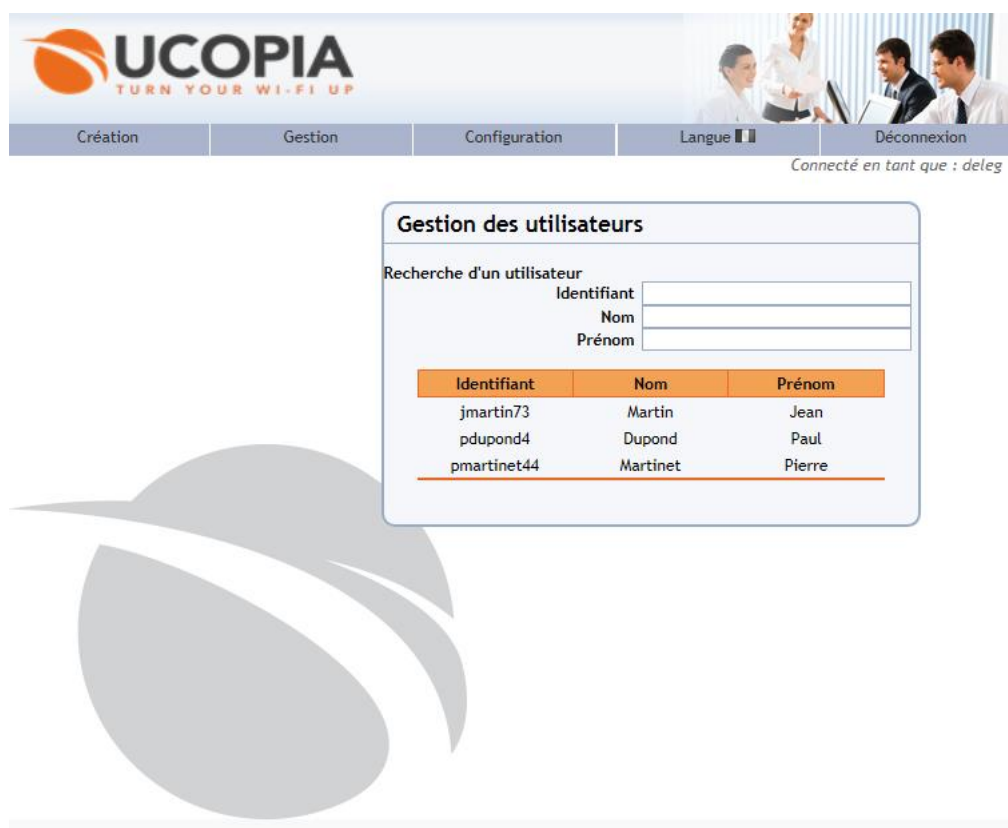 UCOPIA
TURN YOUR WI-FI UP
Création Gestion Configuration Langue Déconnexion
Connecté en tant que : deleg
Gestion des utilisateurs
Recherche d'un utilisateur
Identifiant
Nom
Prénom
Identifiant Nom Prénom
jmartin73 Martin Jean
pdupond4 Dupond Paul
pmartinet44 Martinet Pierre